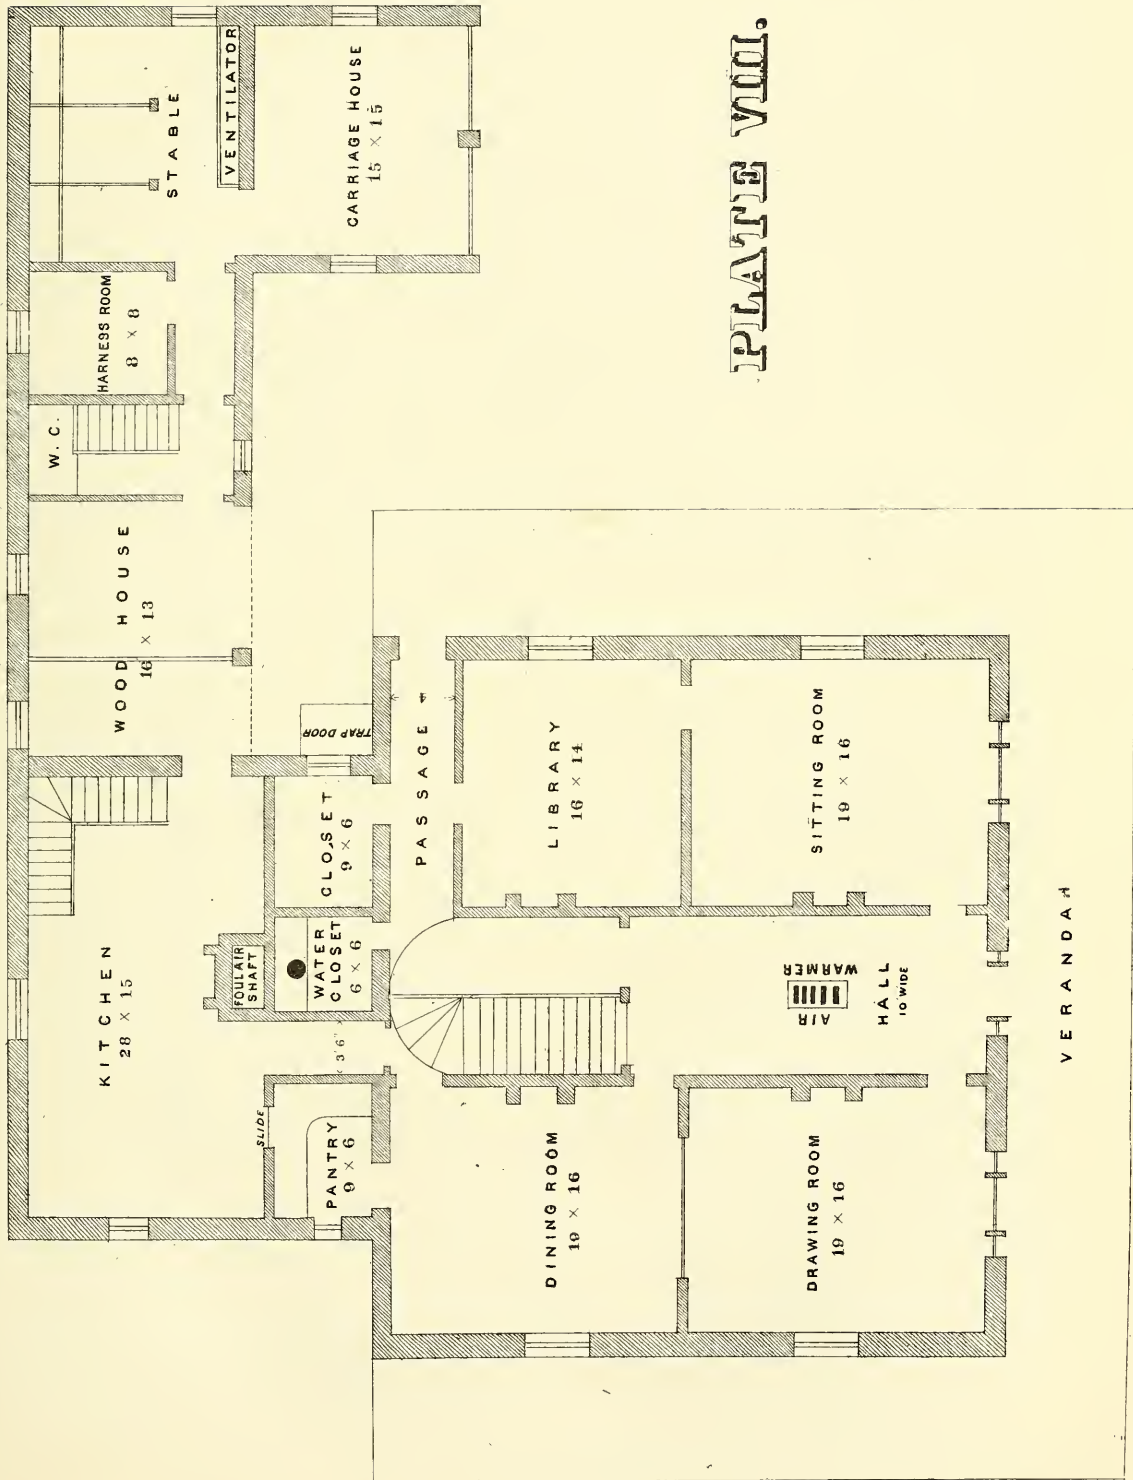 KITCHEN
28 × 15
WOOD HOUSE
16 × 13
W. C.
HARNESS ROOM
8 × 8
STABLE
VENTILATOR
CARRIAGE HOUSE
15 × 15
SLIDE
PANTRY
9 × 6
3'6"
FOUL AIR
SHAFT
WATER
CLOSET
6 × 6
CLOSET
9 × 6
TRAP DOOR
PASSAGE 4
DINING ROOM
19 × 16
LIBRARY
16 × 14
DRAWING ROOM
19 × 16
AIR
WARMER
HALL
10 WIDE
SITTING ROOM
19 × 16
VERANDAH
PLATE VIII.